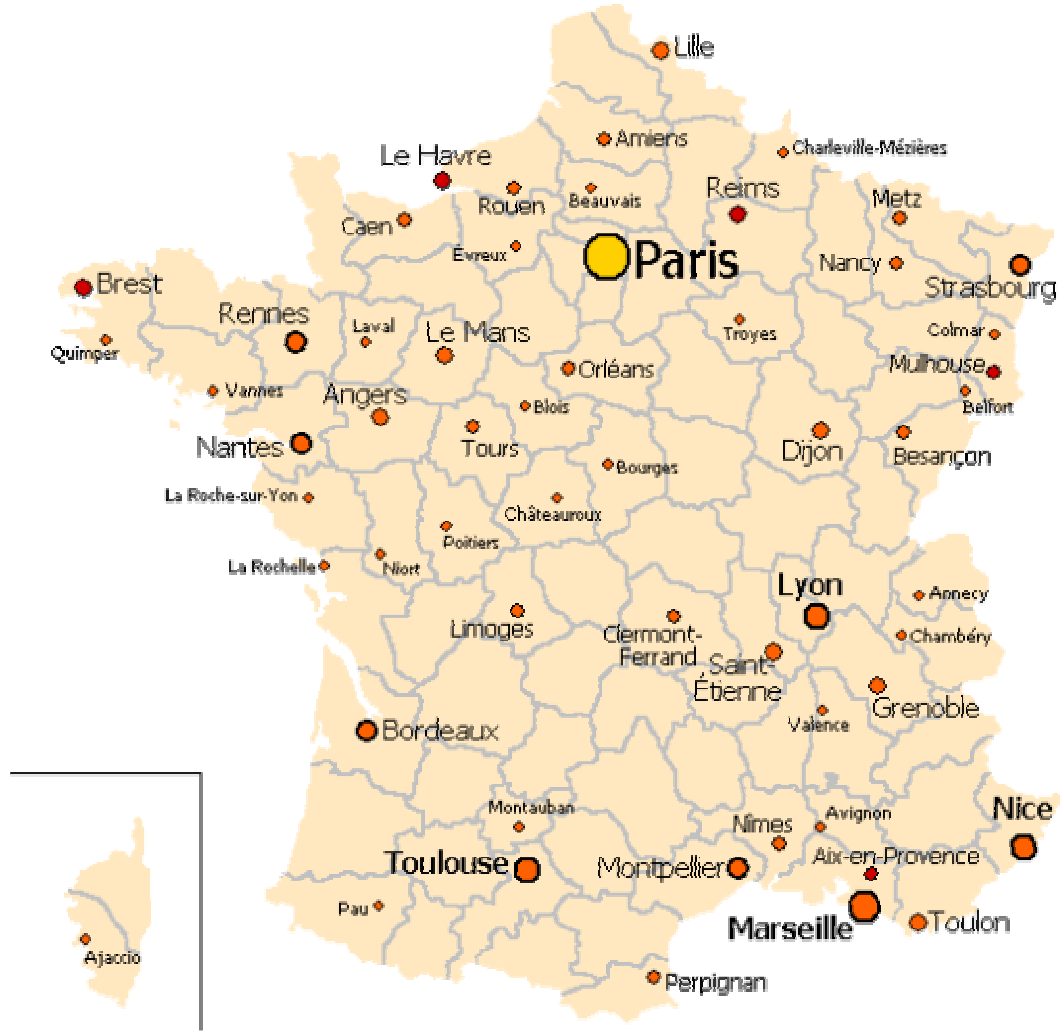 Lille
Amiens
Charleville-Mézières
Le Havre
Reims
Rouen
Beauvais
Metz
Caen
Évreux
Paris
Nancy
Strasbourg
Brest
Rennes
Laval
Le Mans
Troyes
Colmar
Quimper
Orléans
Mulhouse
Vannes
Angers
Blois
Belfort
Nantes
Tours
Dijon
Besançon
Bourges
La Roche-sur-Yon
Châteauroux
Poitiers
La Rochelle
Niort
Lyon
Annecy
Limoges
Clermont-
Ferrand
Chambéry
Saint-
Étienne
Grenoble
Valence
Bordeaux
Montauban
Avignon
Nice
Nîmes
Toulouse
Montpellier
Aix-en-Provence
Pau
Marseille
Toulon
Ajaccio
Perpignan